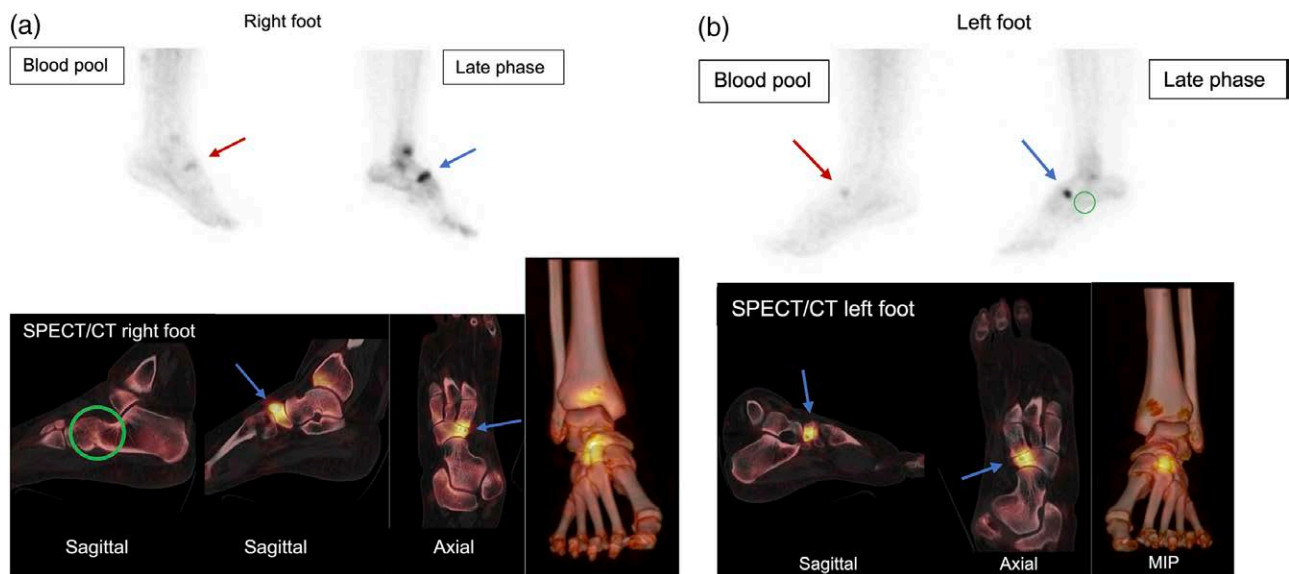 (a)
Right foot
Blood pool
Late phase
SPECT/CT right foot
Sagittal
Sagittal
Axial
(b)
Left foot
Blood pool
Late phase
SPECT/CT left foot
Sagittal
Axial
MIP